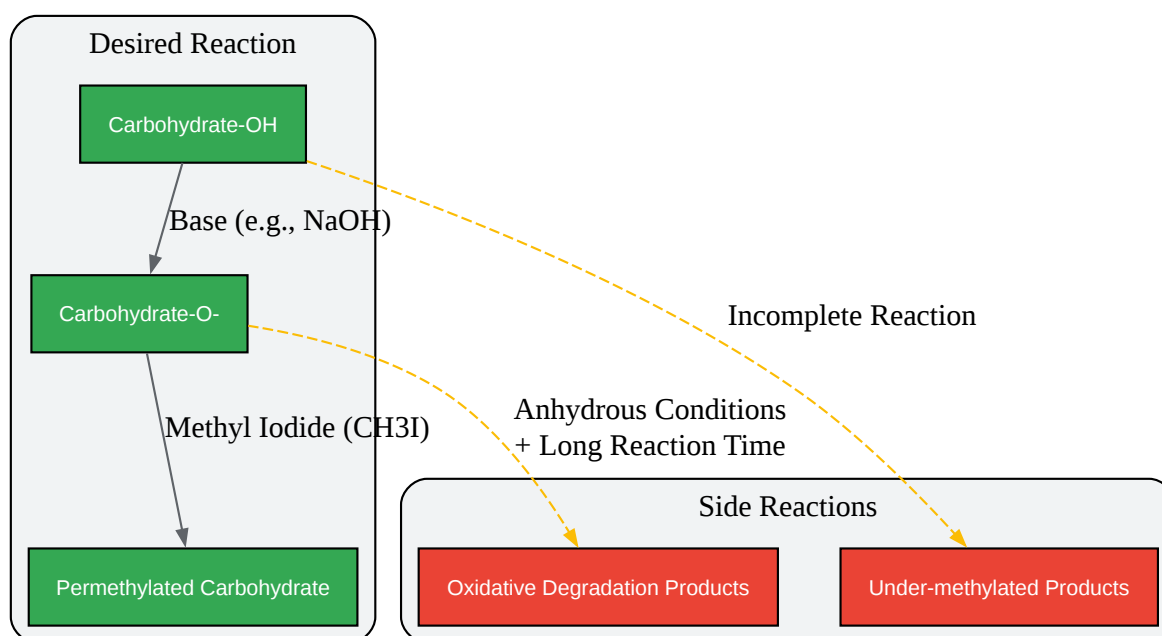 Desired Reaction
Carbohydrate-OH
Base (e.g., NaOH)
Carbohydrate-O-
Incomplete Reaction
Anhydrous Conditions
+ Long Reaction Time
Methyl Iodide (CH3I)
Side Reactions
Permethylated Carbohydrate
Oxidative Degradation Products
Under-methylated Products